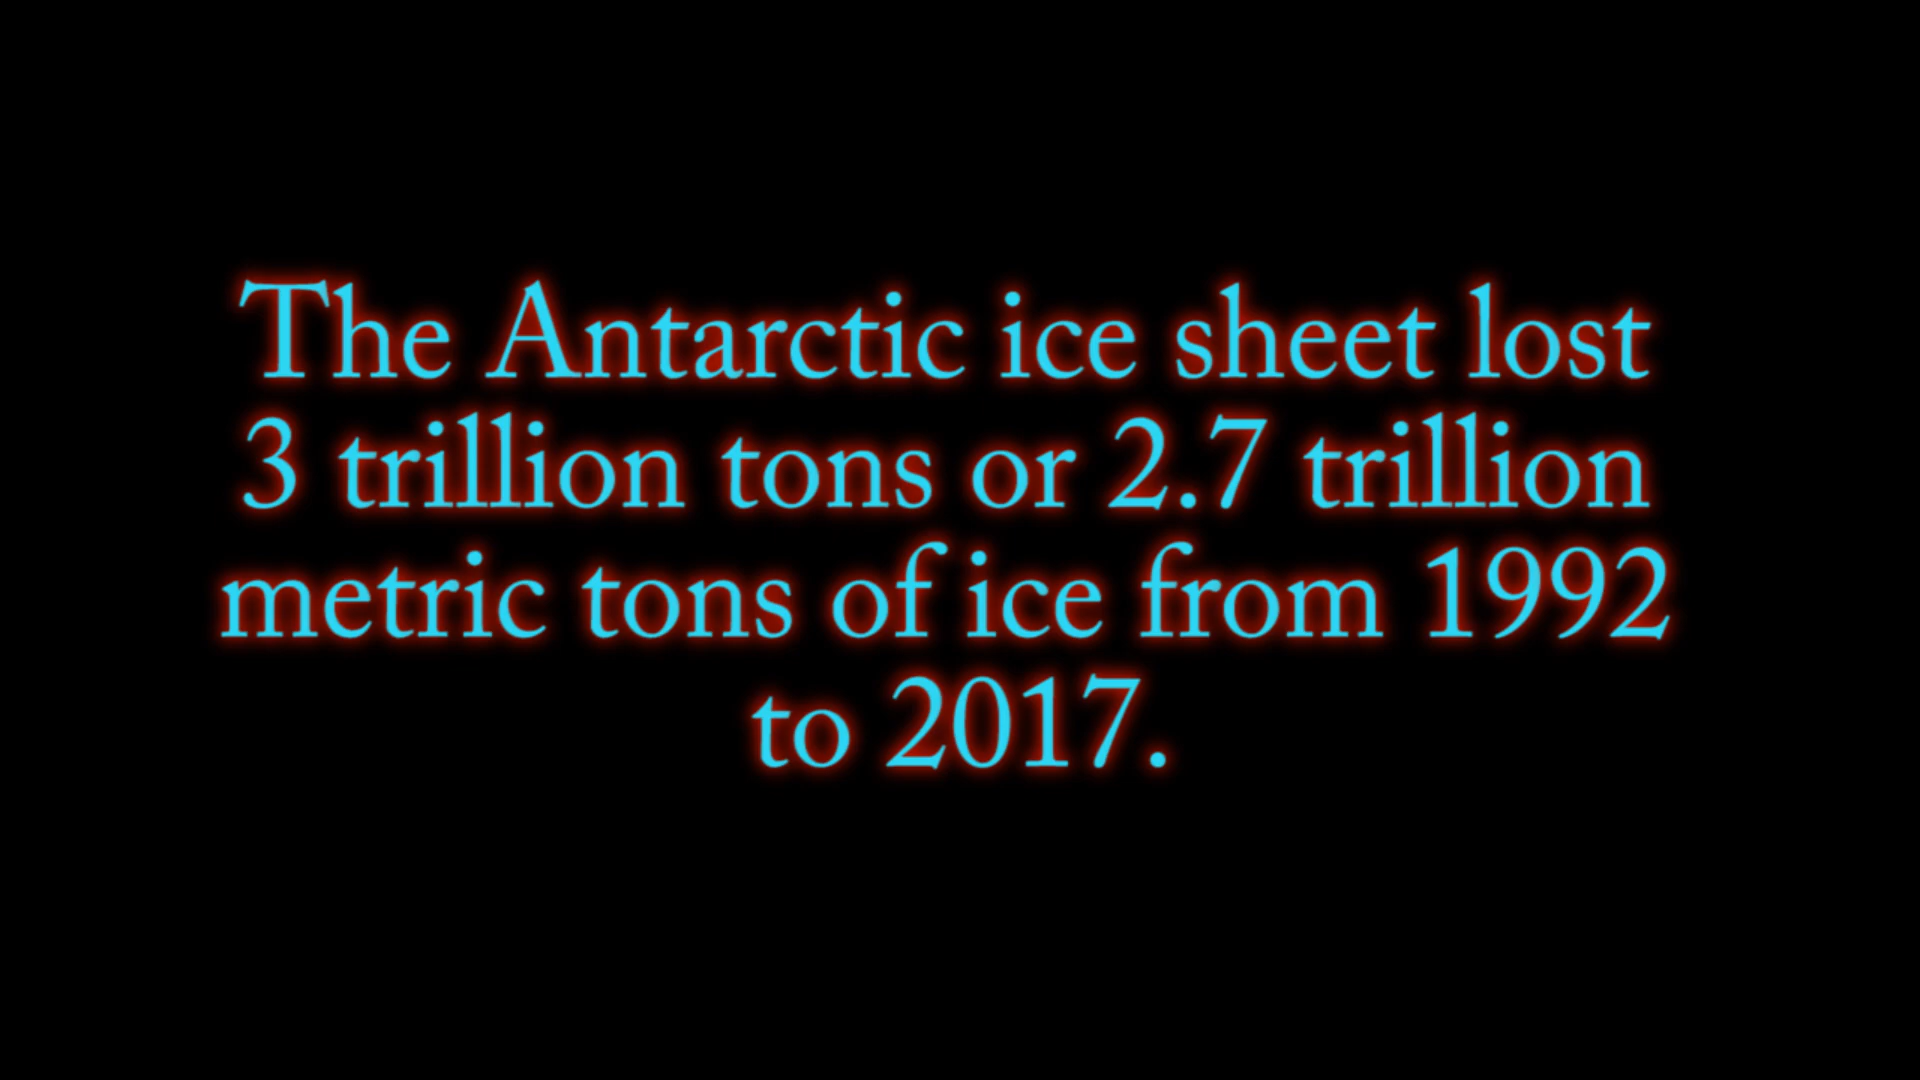 The Antarctic ice sheet lost
3 trillion tons or 2.7 trillion
metric tons of ice from 1992
to 2017.